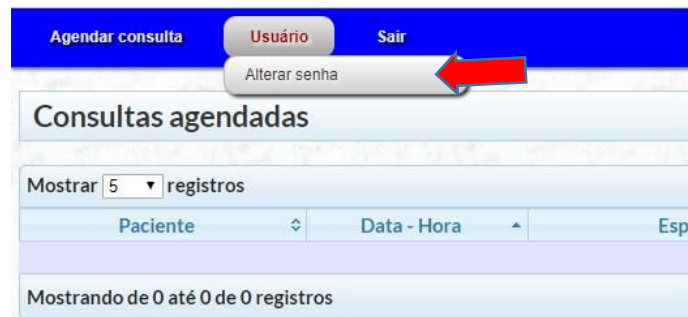 Agendar consulta Usuário Sair
Alterar senha
Consultas agendadas
Mostrar 5 registros
Paciente Data - Hora Esp
Mostrando de 0 até 0 de 0 registros